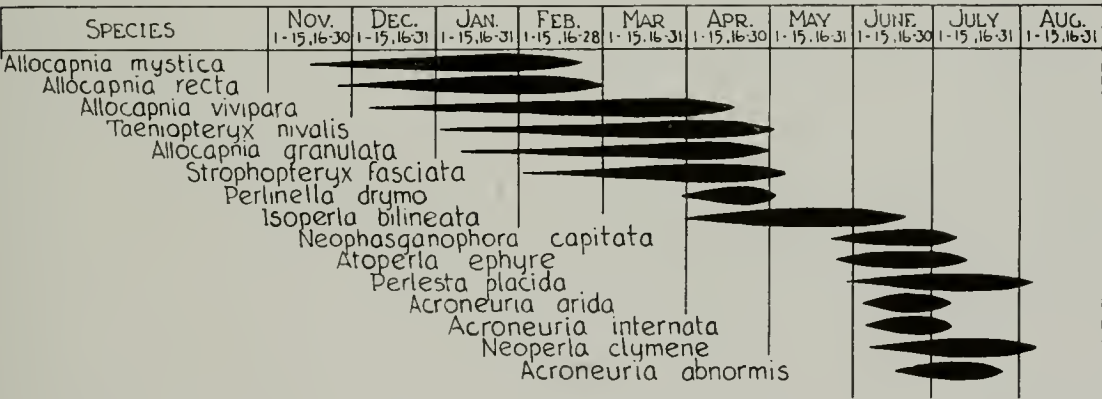 SPECIES NOV. DEC. JAN. FEB. MAR APR. MAY JUNE JULY AUG.
1-15,16-30 1-15,16-31 1-15,16-31 1-15,16-28 1-15,16-31 1-15,16-30 1-15,16-31 1-15,16-30 1-15,16-31 1-15,16-31
Allocapnia mystica
Allocapnia recta
Allocapnia vivipara
Taeniopteryx nivalis
Allocapnia granulata
Strophopteryx fasciata
Perlinella drymo
Isoperla bilineata
Neophasganophora capitata
Atoperla ephyre
Perlesta placida
Acroneuria arida
Acroneuria internata
Neoperla clymene
Acroneuria abnormis